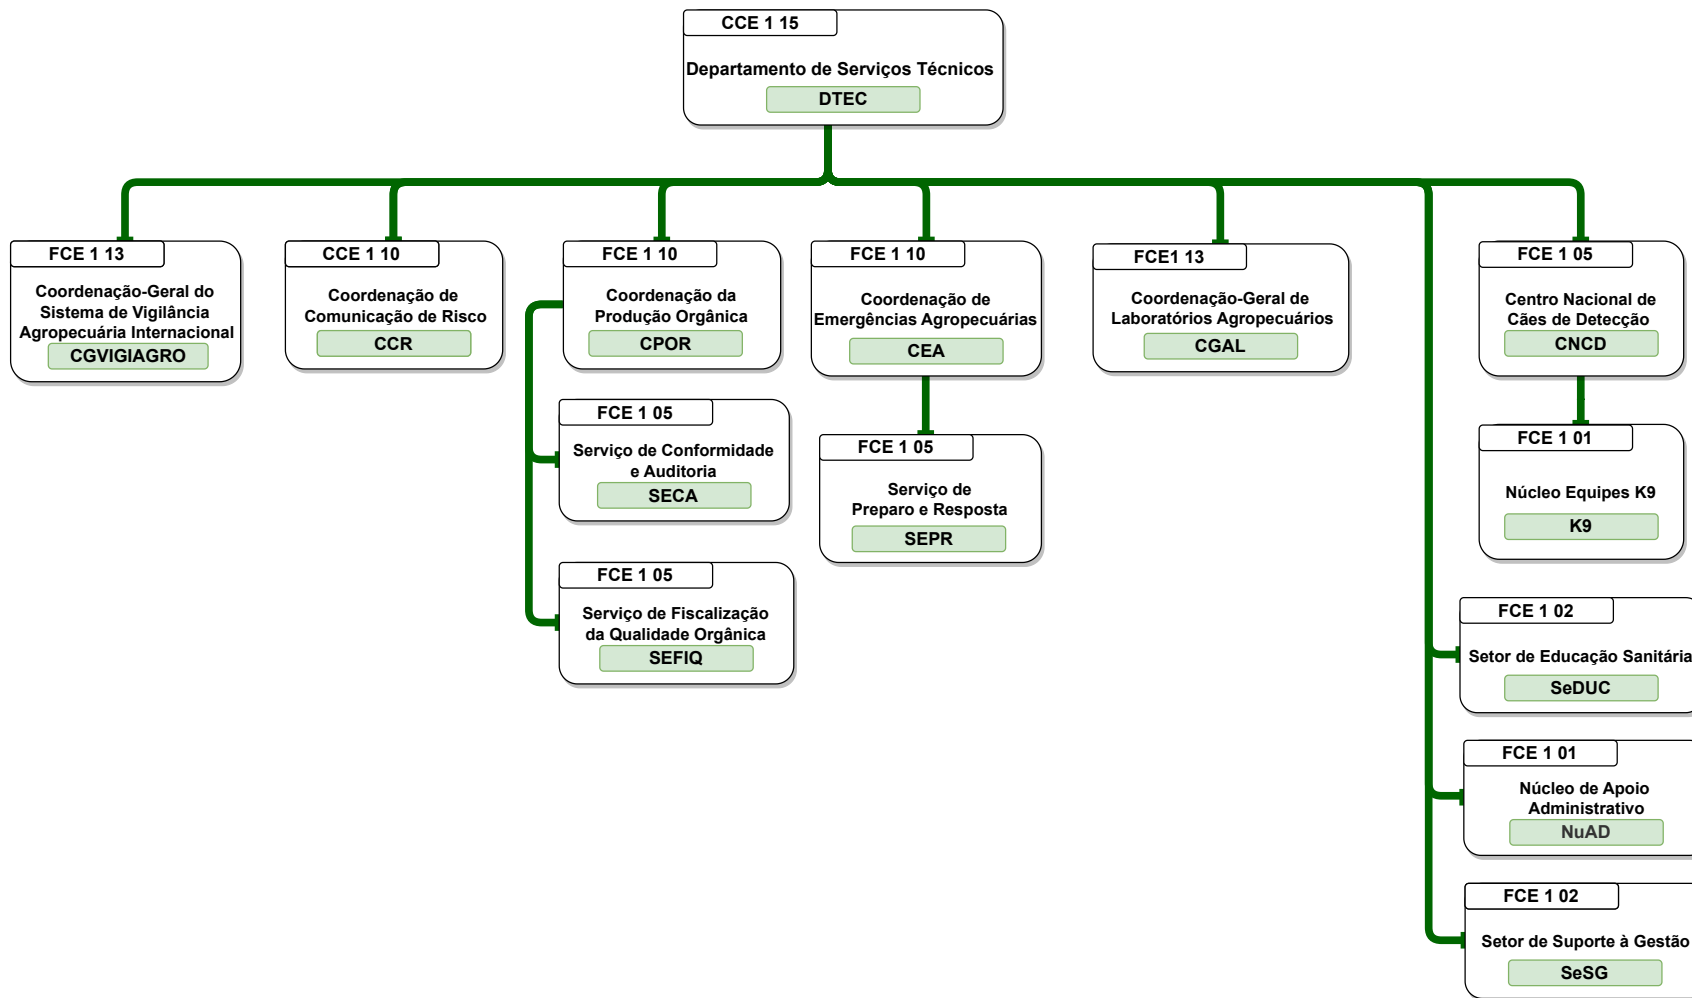 CCE 1 15
Departamento de Serviços Técnicos
DTEC
FCE 1 13
Coordenação-Geral do
Sistema de Vigilância
Agropecuária Internacional
CGVIGIAGRO
CCE 1 10
Coordenação de
Comunicação de Risco
CCR
FCE 1 10
Coordenação da
Produção Orgânica
CPOR
FCE 1 10
Coordenação de
Emergências Agropecuárias
CEA
FCE1 13
Coordenação-Geral de
Laboratórios Agropecuários
CGAL
FCE 1 05
Centro Nacional de
Cães de Detecção
CNCD
FCE 1 05
Serviço de Conformidade
e Auditoria
SECA
FCE 1 05
Serviço de
Preparo e Resposta
SEPR
FCE 1 01
Núcleo Equipes K9
K9
FCE 1 05
Serviço de Fiscalização
da Qualidade Orgânica
SEFIQ
FCE 1 02
Setor de Educação Sanitária
SeDUC
FCE 1 01
Núcleo de Apoio
Administrativo
NuAD
FCE 1 02
Setor de Suporte à Gestão
SeSG